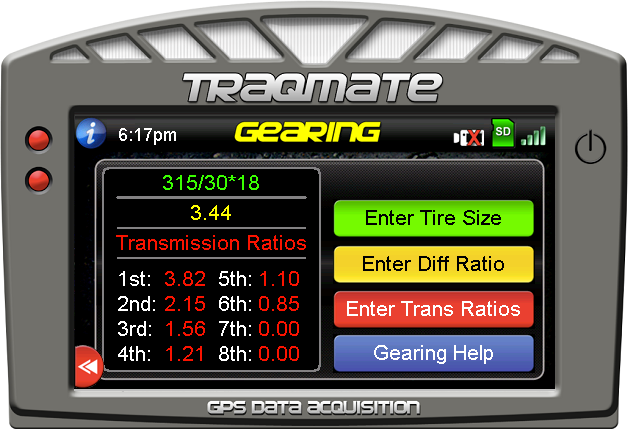 TRAQMATE
6:17pm GEARING SD
315/30*18
3.44
Transmission Ratios
1st: 3.82 5th: 1.10
2nd: 2.15 6th: 0.85
3rd: 1.56 7th: 0.00
4th: 1.21 8th: 0.00
Enter Tire Size
Enter Diff Ratio
Enter Trans Ratios
Gearing Help
GPS DATA ACQUISITION